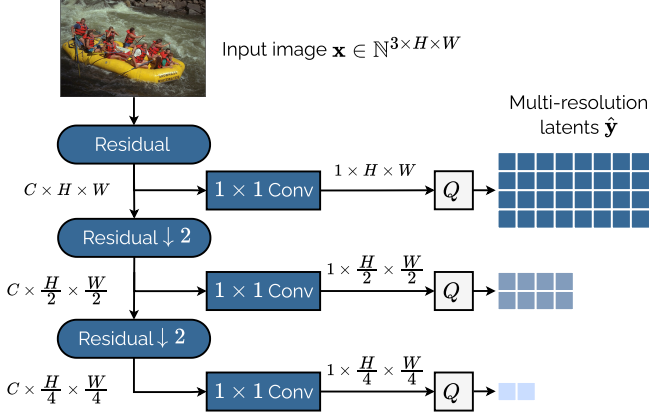 Input image x ∈ ℕ^{3×H×W}
Multi-resolution
latents ŷ
Residual
C × H × W
1 × 1 Conv
1 × H × W
Q
Residual ↓ 2
C × H/2 × W/2
1 × 1 Conv
1 × H/2 × W/2
Q
Residual ↓ 2
C × H/4 × W/4
1 × 1 Conv
1 × H/4 × W/4
Q